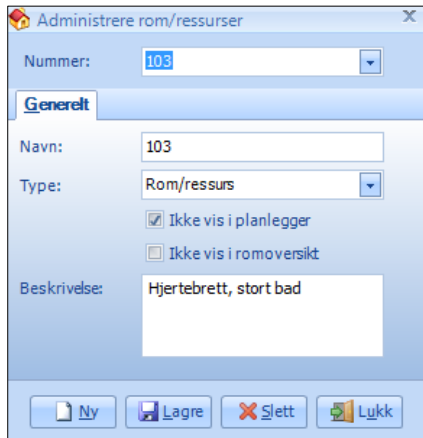 Administrere rom/ressurser
Nummer: 103
Generelt
Navn: 103
Type: Rom/ressurs
Ikke vis i planlegger
Ikke vis i romoversikt
Beskrivelse: Hjertebrett, stort bad
Ny Lagre Slett Lukk